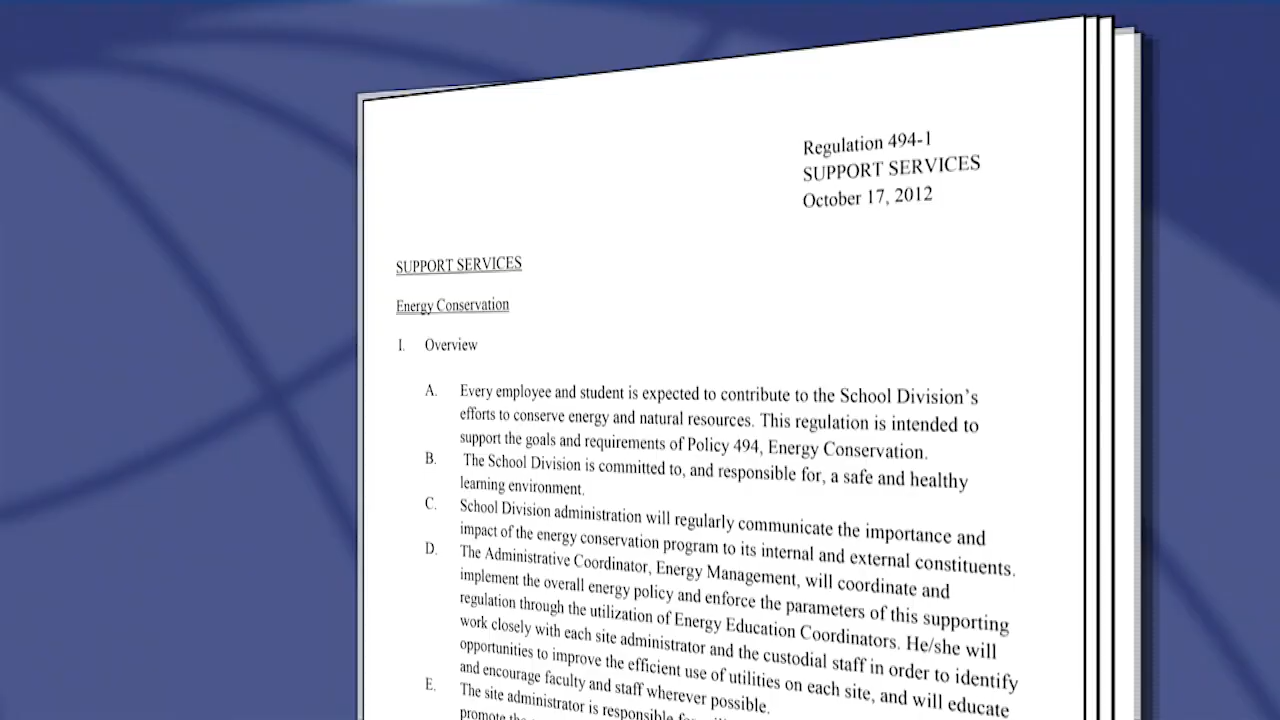 Regulation 494-1
SUPPORT SERVICES
October 17, 2012
SUPPORT SERVICES
Energy Conservation
I. Overview
A. Every employee and student is expected to contribute to the School Division's
efforts to conserve energy and natural resources. This regulation is intended to
support the goals and requirements of Policy 494, Energy Conservation.
B. The School Division is committed to, and responsible for, a safe and healthy
learning environment.
C. School Division administration will regularly communicate the importance and
impact of the energy conservation program to its internal and external constituents.
D. The Administrative Coordinator, Energy Management, will coordinate and
implement the overall energy policy and enforce the parameters of this supporting
regulation through the utilization of Energy Education Coordinators. He/she will
work closely with each site administrator and the custodial staff in order to identify
opportunities to improve the efficient use of utilities on each site, and will educate
and encourage faculty and staff wherever possible.
E. The site administrator is responsible
promote